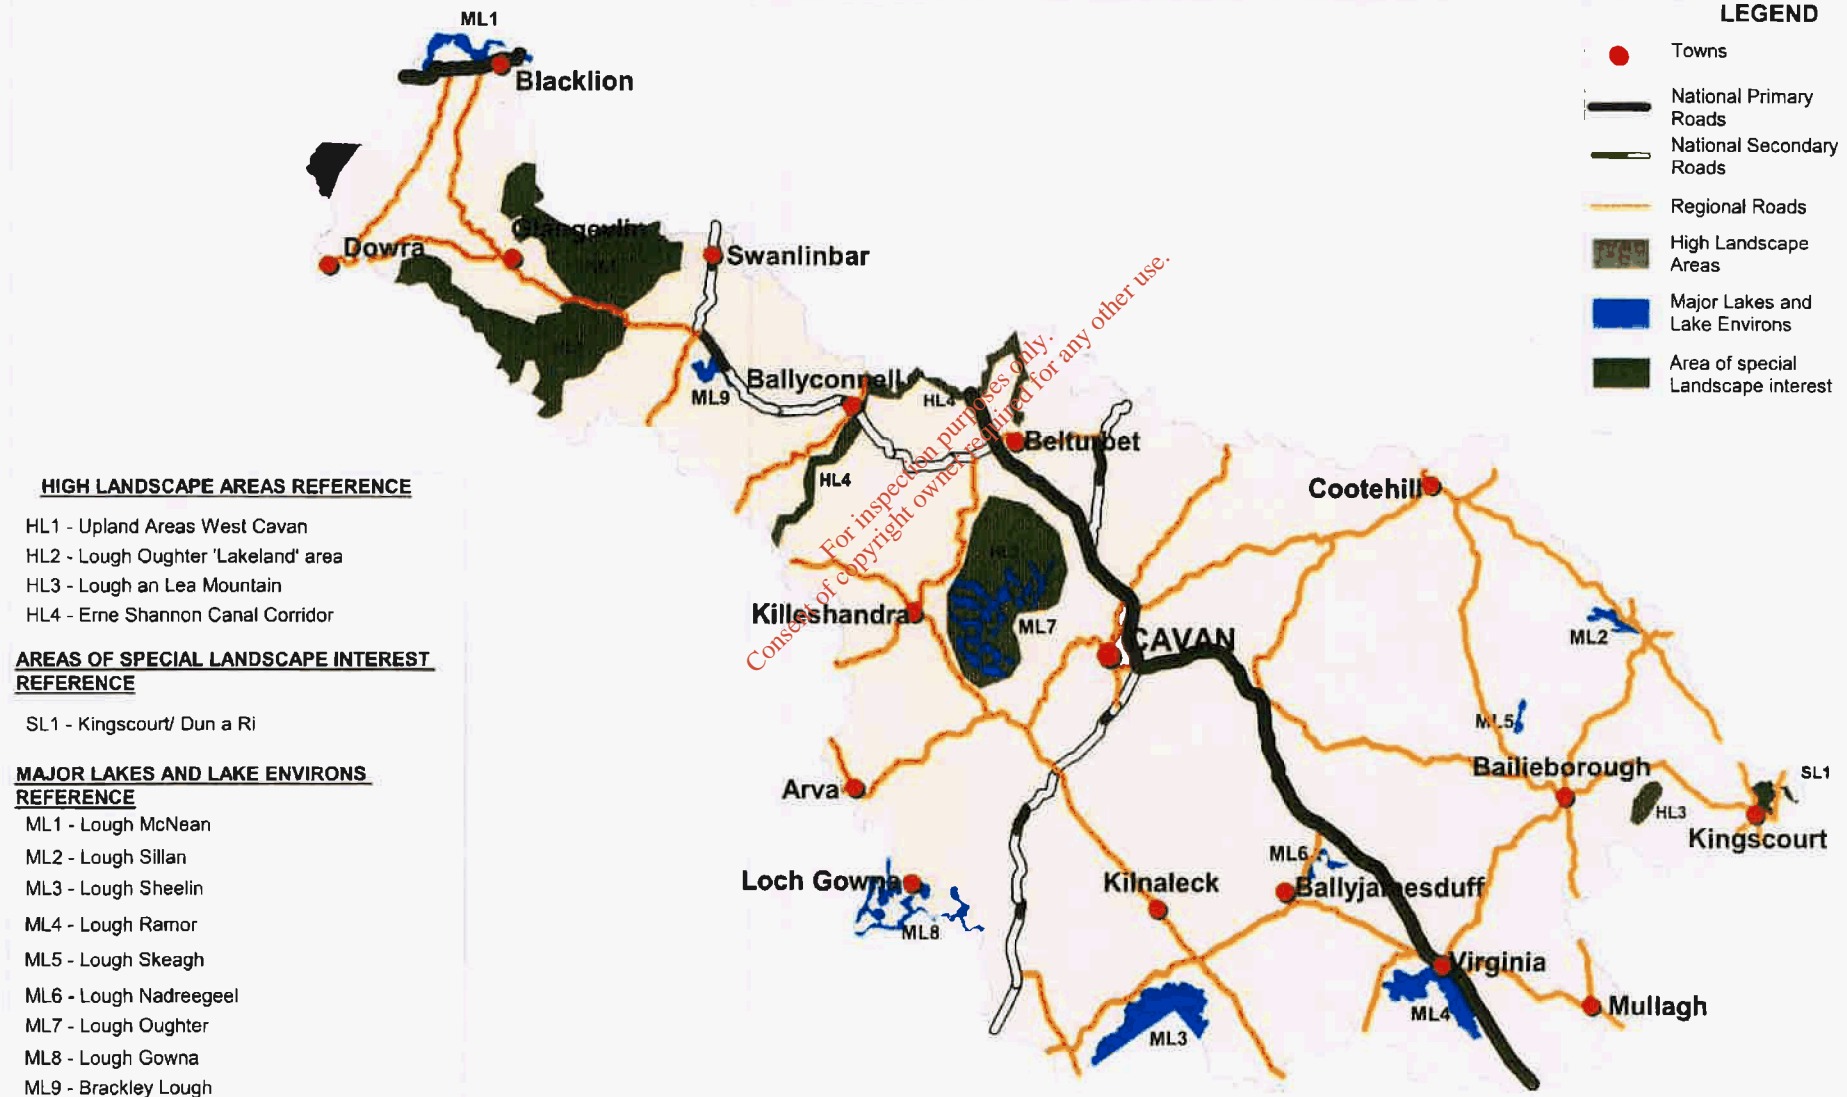 LEGEND
Towns
National Primary
Roads
National Secondary
Roads
Regional Roads
High Landscape
Areas
Major Lakes and
Lake Environs
Area of special
Landscape interest
ML1
Blacklion
Dowra
Glangevlin
Swanlinbar
ML9
Ballyconnell
HL4
Belturbet
HL4
Cootehill
Killeshandra
ML7
CAVAN
ML2
ML5
Bailieborough
SL1
HL3
Kingscourt
Arva
Loch Gowna
ML8
Kilnaleck
ML6
Ballyjamesduff
Virginia
ML4
Mullagh
ML3
For inspection purposes only.
Consent of copyright owner required for any other use.
HIGH LANDSCAPE AREAS REFERENCE
HL1 - Upland Areas West Cavan
HL2 - Lough Oughter 'Lakeland' area
HL3 - Lough an Lea Mountain
HL4 - Erne Shannon Canal Corridor
AREAS OF SPECIAL LANDSCAPE INTEREST
REFERENCE
SL1 - Kingscourt/ Dun a Ri
MAJOR LAKES AND LAKE ENVIRONS
REFERENCE
ML1 - Lough McNean
ML2 - Lough Sillan
ML3 - Lough Sheelin
ML4 - Lough Ramor
ML5 - Lough Skeagh
ML6 - Lough Nadreegeel
ML7 - Lough Oughter
ML8 - Lough Gowna
ML9 - Brackley Lough